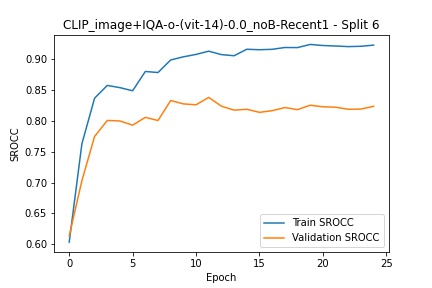 CLIP_image+IQA-o-(vit-14)-0.0_noB-Recent1 - Split 6
0.90
0.85
0.80
0.75
0.70
0.65
0.60
SROCC
Train SROCC
Validation SROCC
0 5 10 15 20 25
Epoch